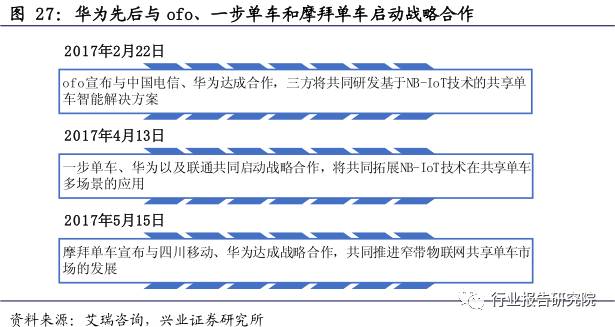 图 27: 华为先后与 ofo、一步单车和摩拜单车启动战略合作
2017年2月22日
ofo宣布与中国电信、华为达成合作，三方将共同研发基于NB-IoT技术的共享单
车智能解决方案
2017年4月13日
一步单车、华为以及联通共同启动战略合作，将共同拓展NB-IoT技术在共享单车
多场景的应用
2017年5月15日
摩拜单车宣布与四川移动、华为达成战略合作，共同推进窄带物联网共享单车市
场的发展
行业报告研究院
资料来源：艾瑞咨询，兴业证券研究所